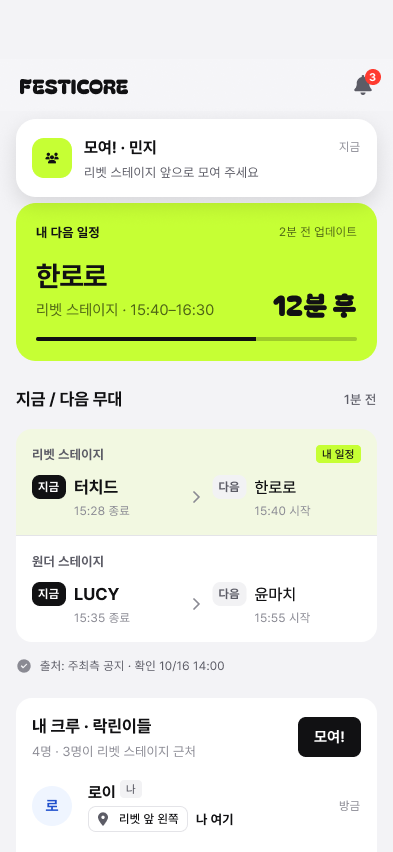 FESTICORE
3
모여! · 민지
지금
리벳 스테이지 앞으로 모여 주세요
내 다음 일정
2분 전 업데이트
한로로
리벳 스테이지 · 15:40–16:30
12분 후
지금 / 다음 무대
1분 전
리벳 스테이지
내 일정
지금 터치드
다음 한로로
15:28 종료
15:40 시작
원더 스테이지
지금 LUCY
다음 윤마치
15:35 종료
15:55 시작
출처: 주최측 공지 · 확인 10/16 14:00
내 크루 · 락린이들
모여!
4명 · 3명이 리벳 스테이지 근처
로
로이 나
방금
리벳 앞 왼쪽
나 여기